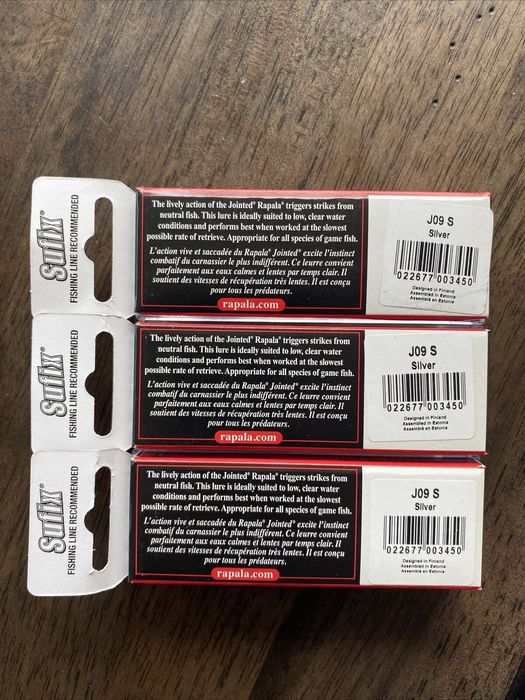 Sufix®
FISHING LINE RECOMMENDED
The lively action of the Jointed® Rapala® triggers strikes from
neutral fish. This lure is ideally suited to low, clear water
conditions and performs best when worked at the slowest
possible rate of retrieve. Appropriate for all species of game fish.
L'action vive et saccadée du Rapala® Jointed® excite l'instinct
combatif du carnassier le plus indifférent. Ce leurre convient
parfaitement aux eaux calmes et lentes par temps clair. Il
soutient des vitesses de récupération très lentes. Il est conçu
pour tous les prédateurs.
rapala.com
J09 S
Silver
022677 003450
Designed in Finland
Assembled in Estonia
Assemblé en Estonie
Sufix®
FISHING LINE RECOMMENDED
The lively action of the Jointed® Rapala® triggers strikes from
neutral fish. This lure is ideally suited to low, clear water
conditions and performs best when worked at the slowest
possible rate of retrieve. Appropriate for all species of game fish.
L'action vive et saccadée du Rapala® Jointed® excite l'instinct
combatif du carnassier le plus indifférent. Ce leurre convient
parfaitement aux eaux calmes et lentes par temps clair. Il
soutient des vitesses de récupération très lentes. Il est conçu
pour tous les prédateurs.
rapala.com
J09 S
Silver
022677 003450
Designed in Finland
Assembled in Estonia
Assemblé en Estonie
Sufix®
FISHING LINE RECOMMENDED
The lively action of the Jointed® Rapala® triggers strikes from
neutral fish. This lure is ideally suited to low, clear water
conditions and performs best when worked at the slowest
possible rate of retrieve. Appropriate for all species of game fish.
L'action vive et saccadée du Rapala® Jointed® excite l'instinct
combatif du carnassier le plus indifférent. Ce leurre convient
parfaitement aux eaux calmes et lentes par temps clair. Il
soutient des vitesses de récupération très lentes. Il est conçu
pour tous les prédateurs.
rapala.com
J09 S
Silver
022677 003450
Designed in Finland
Assembled in Estonia
Assemblé en Estonie